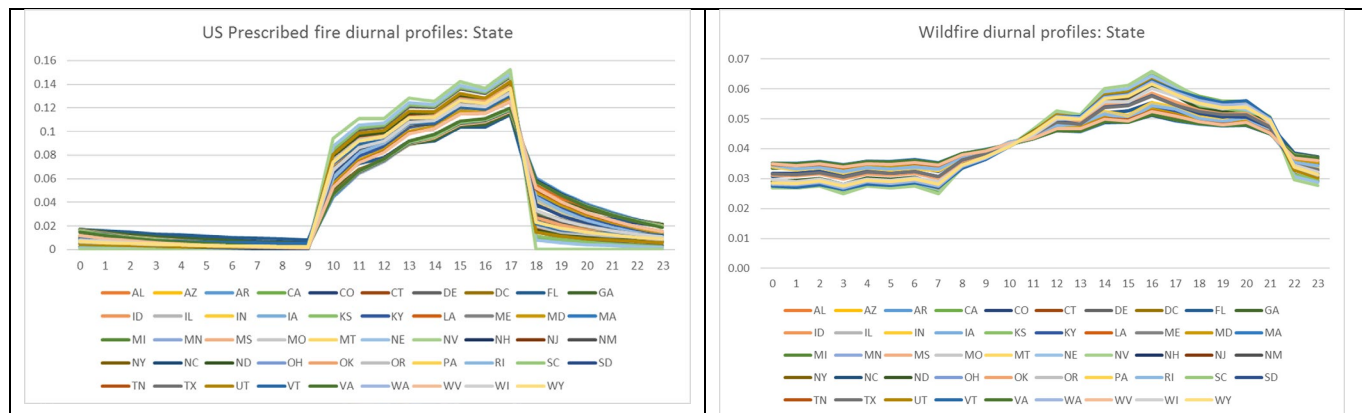 US Prescribed fire diurnal profiles: State
0.16
0.14
0.12
0.1
0.08
0.06
0.04
0.02
0
0 1 2 3 4 5 6 7 8 9 10 11 12 13 14 15 16 17 18 19 20 21 22 23
AL AZ AR CA CO CT DE DC FL GA
ID IL IN IA KS KY LA ME MD MA
MI MN MS MO MT NE NV NH NJ NM
NY NC ND OH OK OR PA RI SC SD
TN TX UT VT VA WA WV WI WY
Wildfire diurnal profiles: State
0.07
0.06
0.05
0.04
0.03
0.02
0.01
0.00
0 1 2 3 4 5 6 7 8 9 10 11 12 13 14 15 16 17 18 19 20 21 22 23
AL AZ AR CA CO CT DE DC FL GA
ID IL IN IA KS KY LA ME MD MA
MI MN MS MO MT NE NV NH NJ NM
NY NC ND OH OK OR PA RI SC SD
TN TX UT VT VA WA WV WI WY